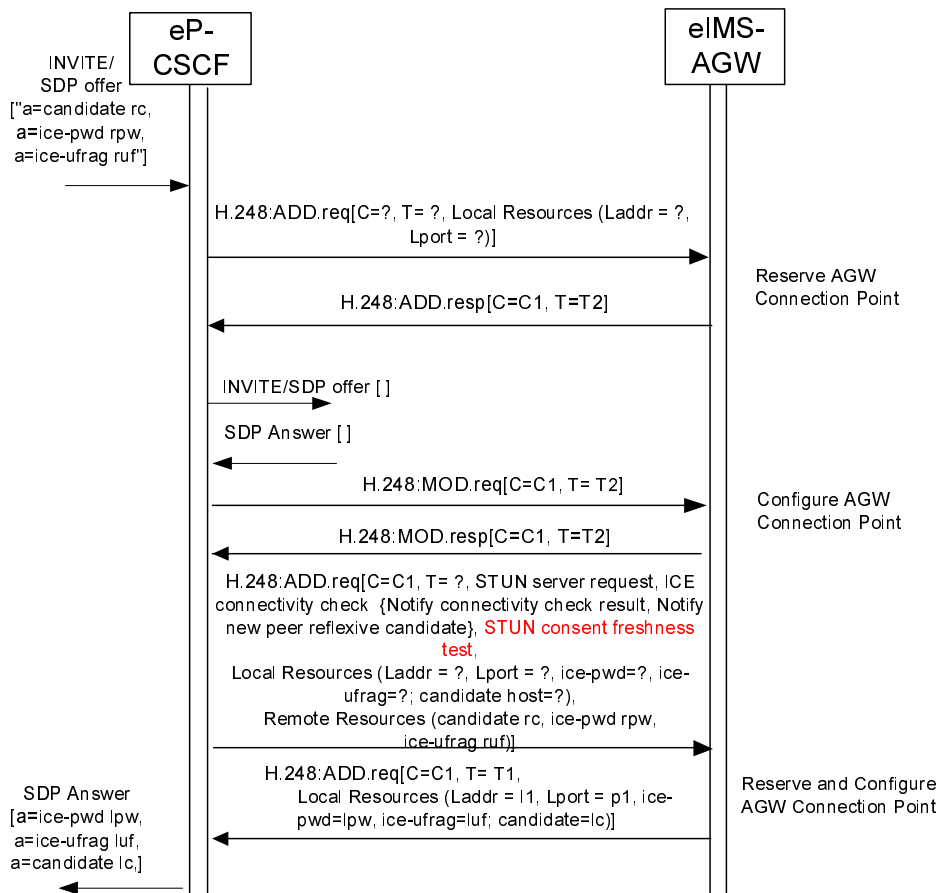 eP-
CSCF
eIMS-
AGW
INVITE/
SDP offer
["a=candidate rc,
a=ice-pwd rpw,
a=ice-ufrag ruf"]
H.248:ADD.req[C=?, T= ?, Local Resources (Laddr = ?,
Lport = ?)]
Reserve AGW
Connection Point
H.248:ADD.resp[C=C1, T=T2]
INVITE/SDP offer [ ]
SDP Answer [ ]
H.248:MOD.req[C=C1, T= T2]
Configure AGW
Connection Point
H.248:MOD.resp[C=C1, T=T2]
H.248:ADD.req[C=C1, T= ?, STUN server request, ICE
connectivity check {Notify connectivity check result, Notify
new peer reflexive candidate}, STUN consent freshness
test,
Local Resources (Laddr = ?, Lport = ?, ice-pwd=?, ice-
ufrag=?; candidate host=?),
Remote Resources (candidate rc, ice-pwd rpw,
ice-ufrag ruf)]
H.248:ADD.req[C=C1, T= T1,
Local Resources (Laddr = l1, Lport = p1, ice-
pwd=lpw, ice-ufrag=luf; candidate=lc)]
Reserve and Configure
AGW Connection Point
SDP Answer
[a=ice-pwd lpw,
a=ice-ufrag luf,
a=candidate lc,]